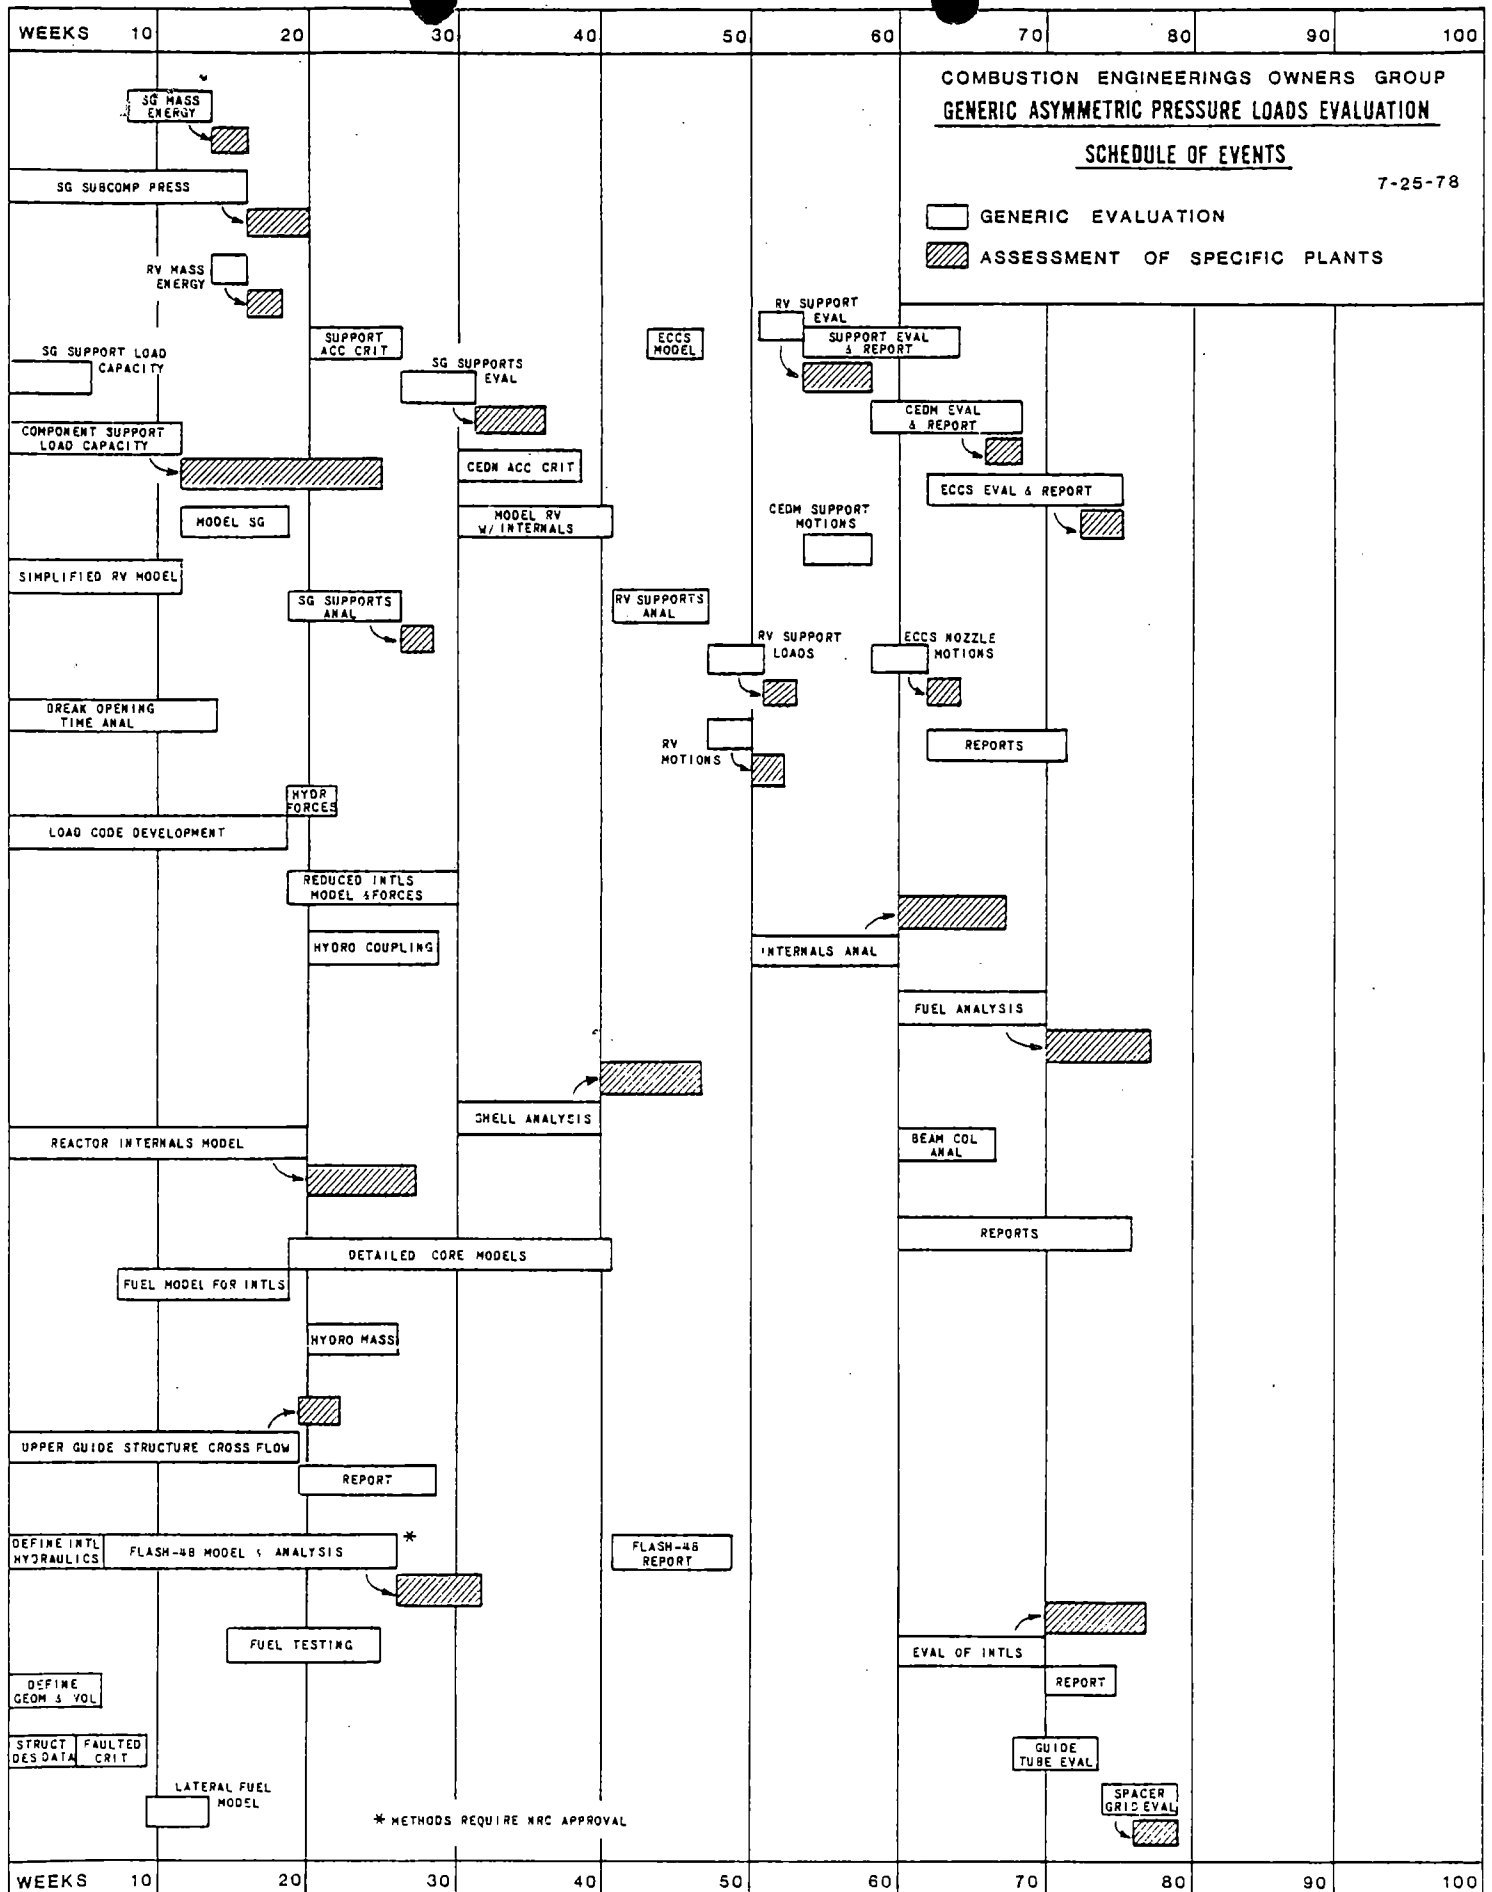 WEEKS 10 20 30 40 50 60 70 80 90 100
COMBUSTION ENGINEERINGS OWNERS GROUP
GENERIC ASYMMETRIC PRESSURE LOADS EVALUATION
SCHEDULE OF EVENTS
7-25-78
GENERIC EVALUATION
ASSESSMENT OF SPECIFIC PLANTS
SG MASS
ENERGY
SG SUBCOMP PRESS
RV MASS
ENERGY
RV SUPPORT
EVAL
SUPPORT
ACC CRIT
ECCS
MODEL
SUPPORT EVAL
& REPORT
SG SUPPORT LOAD
CAPACITY
SG SUPPORTS
EVAL
CEDM EVAL
& REPORT
COMPONENT SUPPORT
LOAD CAPACITY
CEDM ACC CRIT
ECCS EVAL & REPORT
MODEL SG
MODEL RV
W/ INTERNALS
CEDM SUPPORT
MOTIONS
SIMPLIFIED RV MODEL
SG SUPPORTS
ANAL
RV SUPPORTS
ANAL
RV SUPPORT
LOADS
ECCS NOZZLE
MOTIONS
BREAK OPENING
TIME ANAL
RV
MOTIONS
REPORTS
HYDR
FORCES
LOAD CODE DEVELOPMENT
REDUCED INTLS
MODEL & FORCES
HYDRO COUPLING
INTERNALS ANAL
FUEL ANALYSIS
SHELL ANALYSIS
REACTOR INTERNALS MODEL
BEAM COL
ANAL
REPORTS
DETAILED CORE MODELS
FUEL MODEL FOR INTLS
HYDRO MASS
UPPER GUIDE STRUCTURE CROSS FLOW
REPORT
DEFINE INTL
HYDRAULICS
FLASH-4B MODEL & ANALYSIS
*
FLASH-4B
REPORT
FUEL TESTING
EVAL OF INTLS
DEFINE
GEOM & VOL
REPORT
STRUCT
DES DATA
FAULTED
CRIT
GUIDE
TUBE EVAL
LATERAL FUEL
MODEL
SPACER
GRID EVAL
* METHODS REQUIRE NRC APPROVAL
WEEKS 10 20 30 40 50 60 70 80 90 100